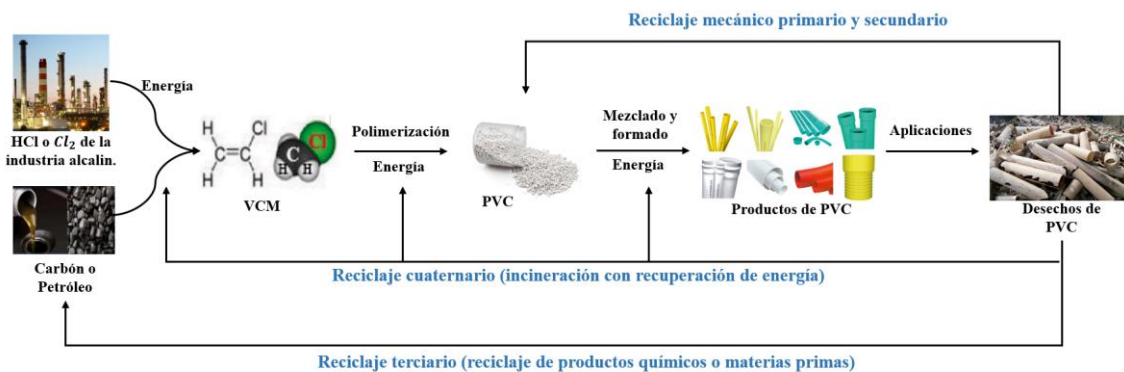 Reciclaje mecánico primario y secundario
Energía
HCl o Cl₂ de la
industria alcalin.
H
Cl
C=C
H
H
Cl
C
H
H
VCM
Polimerización
Energía
PVC
Mezclado y
formado
Energía
Productos de PVC
Aplicaciones
Desechos de
PVC
Carbón o
Petróleo
Reciclaje cuaternario (incineración con recuperación de energía)
Reciclaje terciario (reciclaje de productos químicos o materias primas)